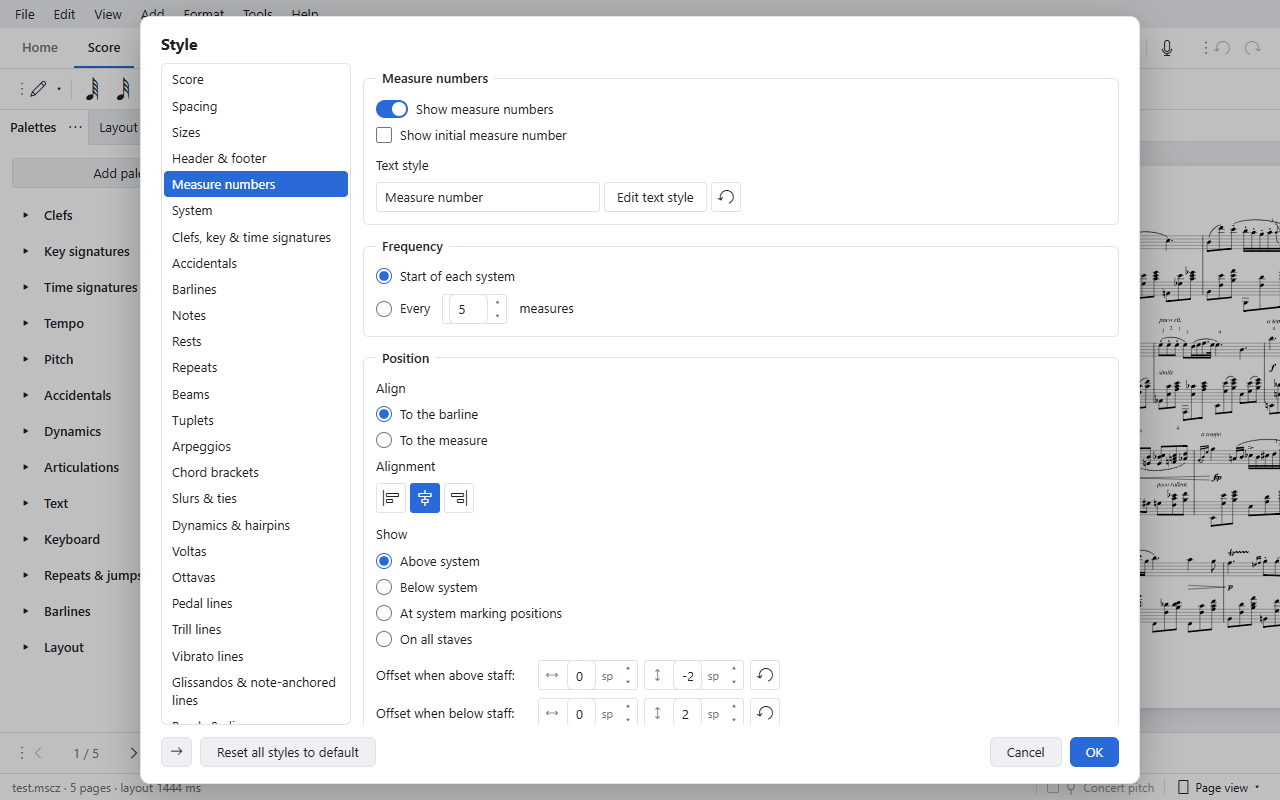 File Edit View Add Format Tools Help
Style
Home Score
Palettes Layout
Add pale
Clefs
Key signatures
Time signatures
Tempo
Pitch
Accidentals
Dynamics
Articulations
Text
Keyboard
Repeats & jumps
Barlines
Layout
Score
Spacing
Sizes
Header & footer
Measure numbers
System
Clefs, key & time signatures
Accidentals
Barlines
Notes
Rests
Repeats
Beams
Tuplets
Arpeggios
Chord brackets
Slurs & ties
Dynamics & hairpins
Voltas
Ottavas
Pedal lines
Trill lines
Vibrato lines
Glissandos & note-anchored
lines
Measure numbers
Show measure numbers
Show initial measure number
Text style
Measure number Edit text style
Frequency
Start of each system
Every 5 measures
Position
Align
To the barline
To the measure
Alignment
Show
Above system
Below system
At system marking positions
On all staves
Offset when above staff: 0 sp -2 sp
Offset when below staff: 0 sp 2 sp
paco rit.
simile
a tempo
poco rallent.
Reset all styles to default Cancel OK
1 / 5
test.mscz · 5 pages · layout 1444 ms Concert pitch Page view